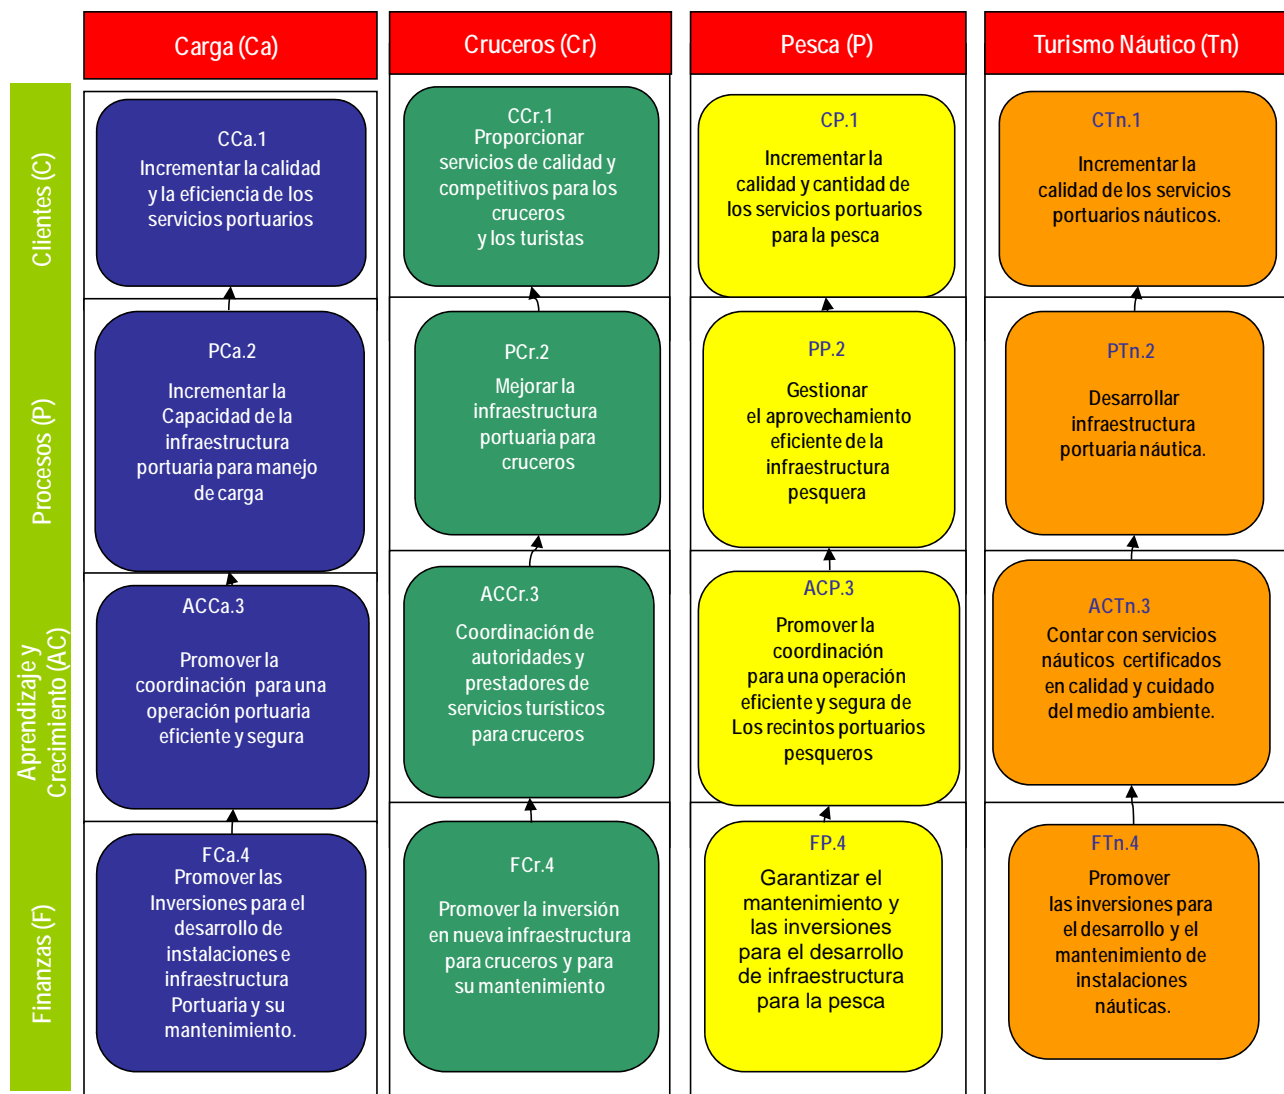 Carga (Ca)
Cruceros (Cr)
Pesca (P)
Turismo Náutico (Tn)
Clientes (C)
CCa.1
Incrementar la calidad
y la eficiencia de los
servicios portuarios
CCr.1
Proporcionar
servicios de calidad y
competitivos para los
cruceros
y los turistas
CP.1
Incrementar la
calidad y cantidad de
los servicios portuarios
para la pesca
CTn.1
Incrementar la
calidad de los servicios
portuarios náuticos.
Procesos (P)
PCa.2
Incrementar la
Capacidad de la
infraestructura
portuaria para manejo
de carga
PCr.2
Mejorar la
infraestructura
portuaria para
cruceros
PP.2
Gestionar
el aprovechamiento
eficiente de la
infraestructura
pesquera
PTn.2
Desarrollar
infraestructura
portuaria náutica.
Aprendizaje y
Crecimiento (AC)
ACCa.3
Promover la
coordinación para una
operación portuaria
eficiente y segura
ACCr.3
Coordinación de
autoridades y
prestadores de
servicios turísticos
para cruceros
ACP.3
Promover la
coordinación
para una operación
eficiente y segura de
Los recintos portuarios
pesqueros
ACTn.3
Contar con servicios
náuticos certificados
en calidad y cuidado
del medio ambiente.
Finanzas (F)
FCa.4
Promover las
Inversiones para el
desarrollo de
instalaciones e
infraestructura
Portuaria y su
mantenimiento.
FCr.4
Promover la inversión
en nueva infraestructura
para cruceros y para
su mantenimiento
FP.4
Garantizar el
mantenimiento y
las inversiones
para el desarrollo
de infraestructura
para la pesca
FTn.4
Promover
las inversiones para
el desarrollo y el
mantenimiento de
instalaciones
náuticas.